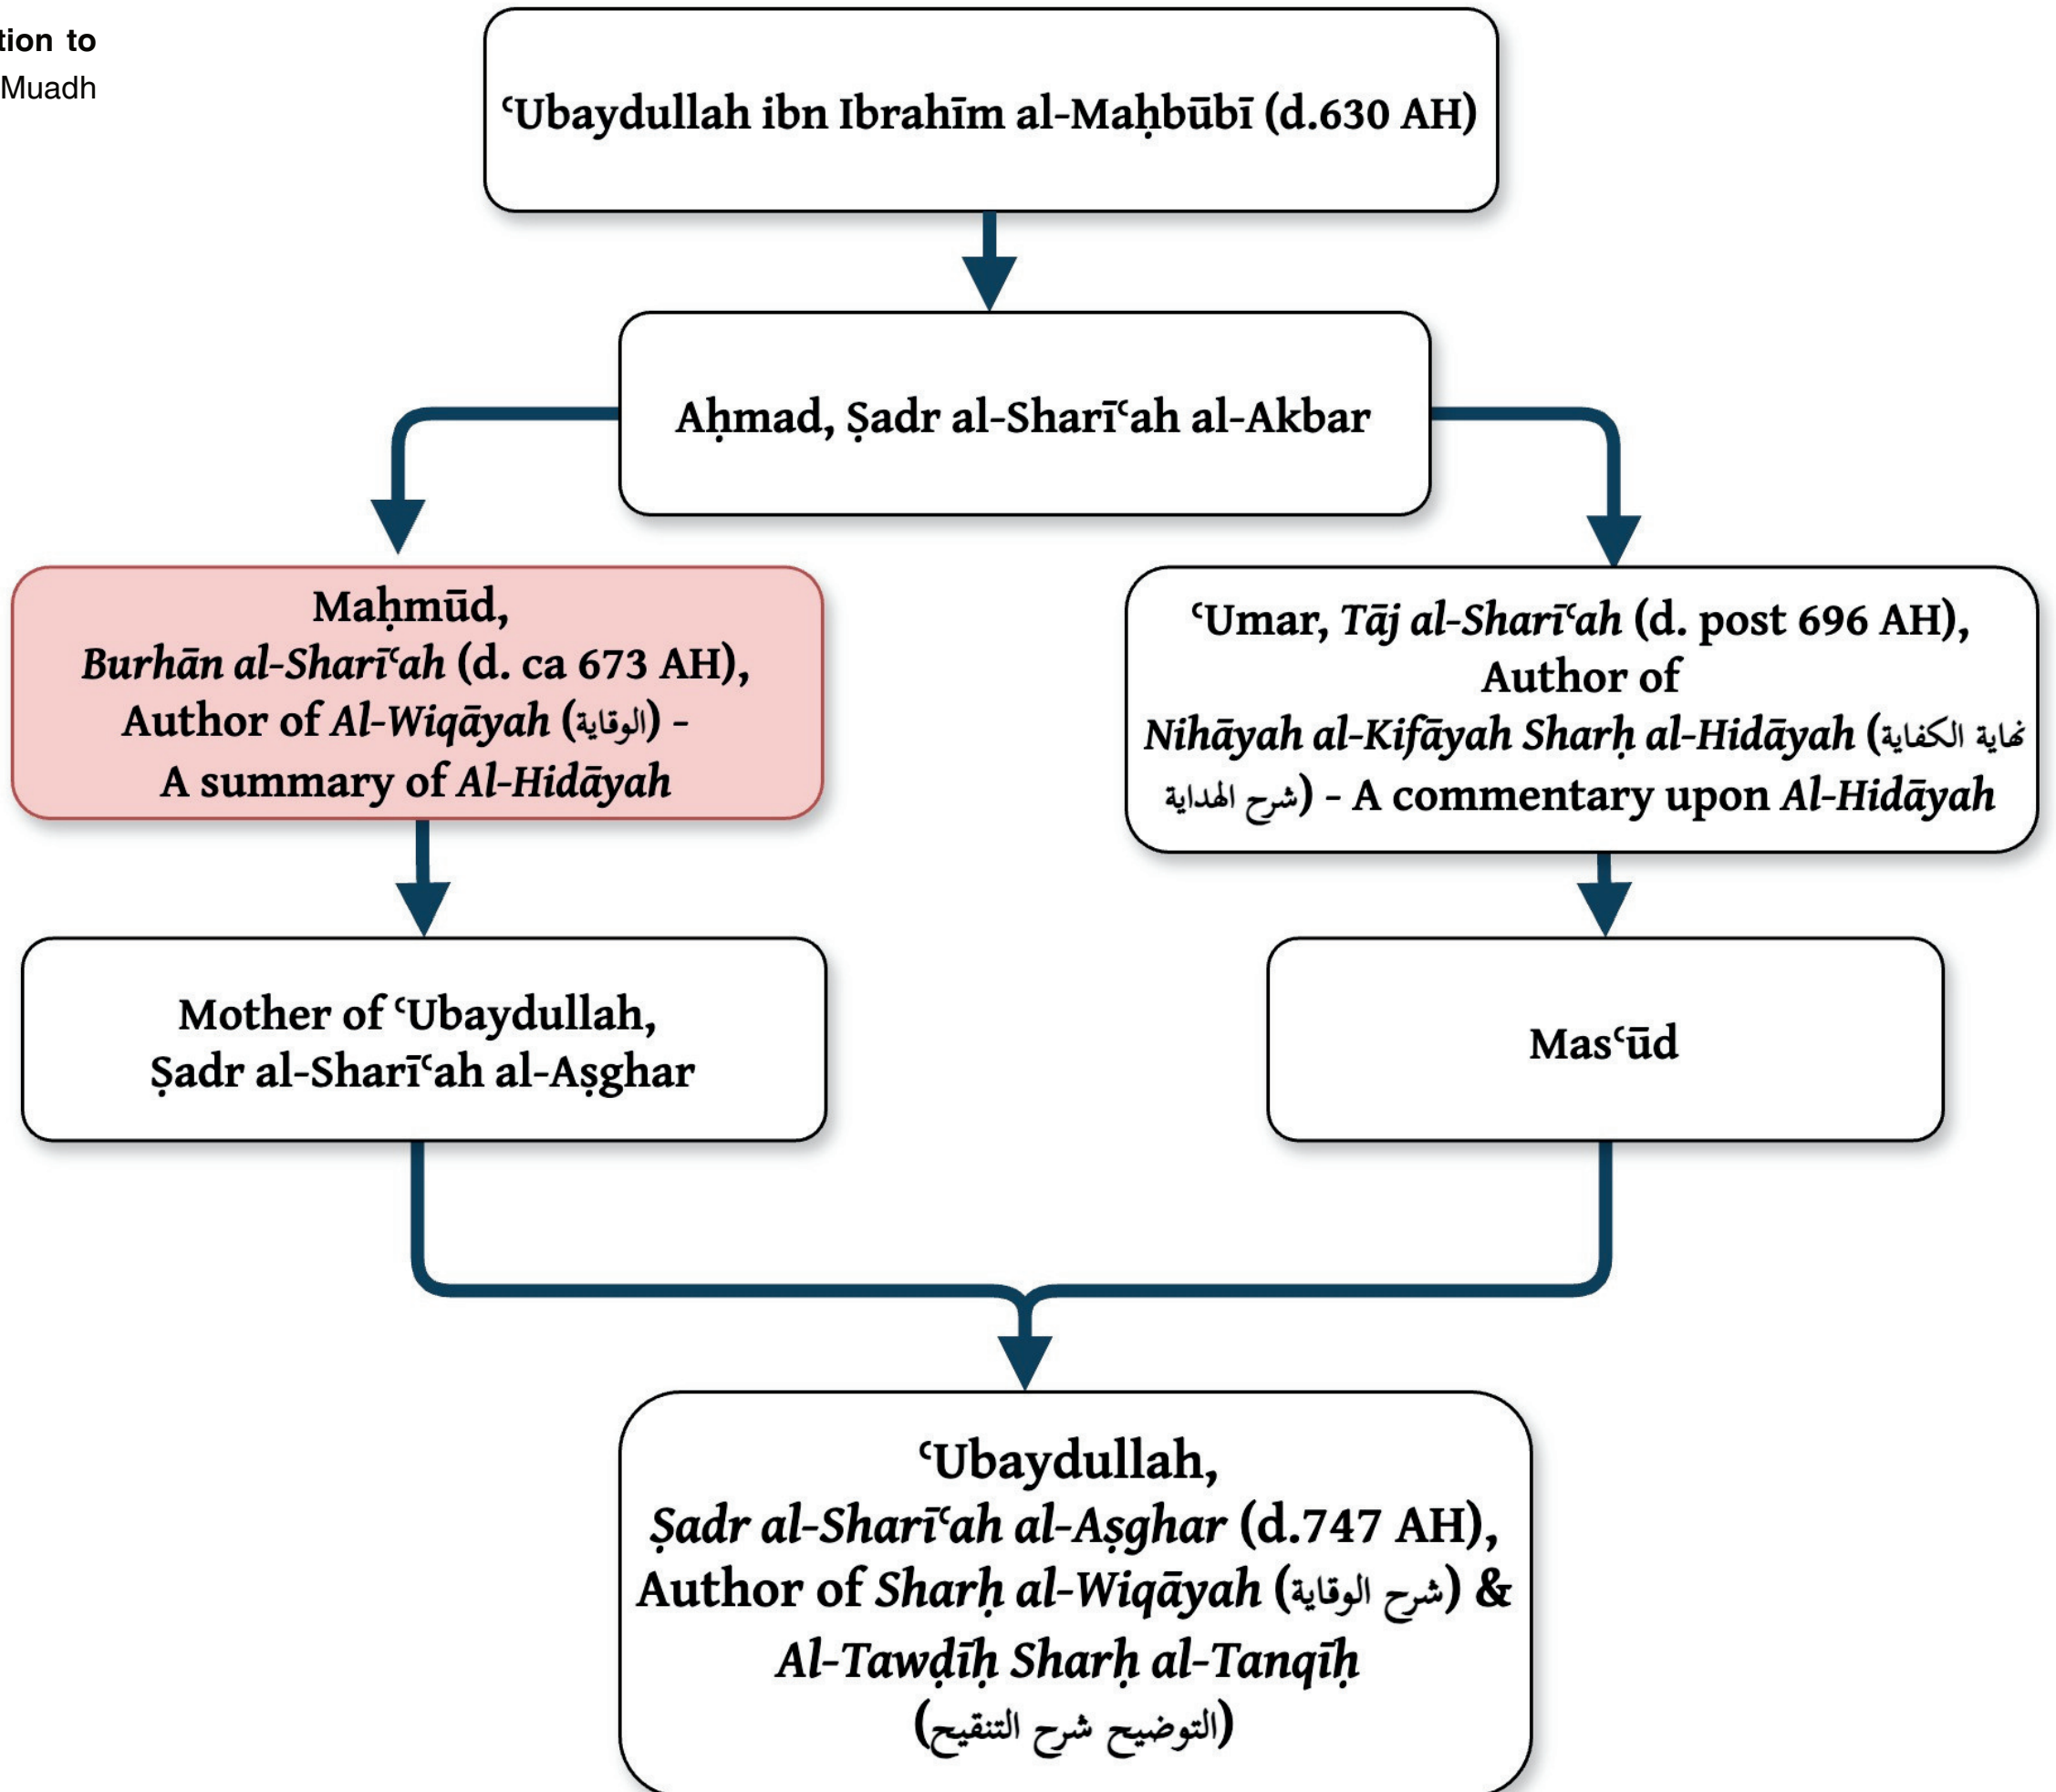 tion to
Muadh
ʿUbaydullah ibn Ibrahīm al-Maḥbūbī (d.630 AH)
Aḥmad, Ṣadr al-Sharīʿah al-Akbar
Maḥmūd,
Burhān al-Sharīʿah (d. ca 673 AH),
Author of Al-Wiqāyah (الوقاية) -
A summary of Al-Hidāyah
ʿUmar, Tāj al-Sharīʿah (d. post 696 AH),
Author of
Nihāyah al-Kifāyah Sharḥ al-Hidāyah (نهاية الكفاية
شرح الهداية) - A commentary upon Al-Hidāyah
Mother of ʿUbaydullah,
Ṣadr al-Sharīʿah al-Aṣghar
Masʿūd
ʿUbaydullah,
Ṣadr al-Sharīʿah al-Aṣghar (d.747 AH),
Author of Sharḥ al-Wiqāyah (شرح الوقاية) &
Al-Tawḍīḥ Sharḥ al-Tanqīḥ
(التوضيح شرح التنقيح)